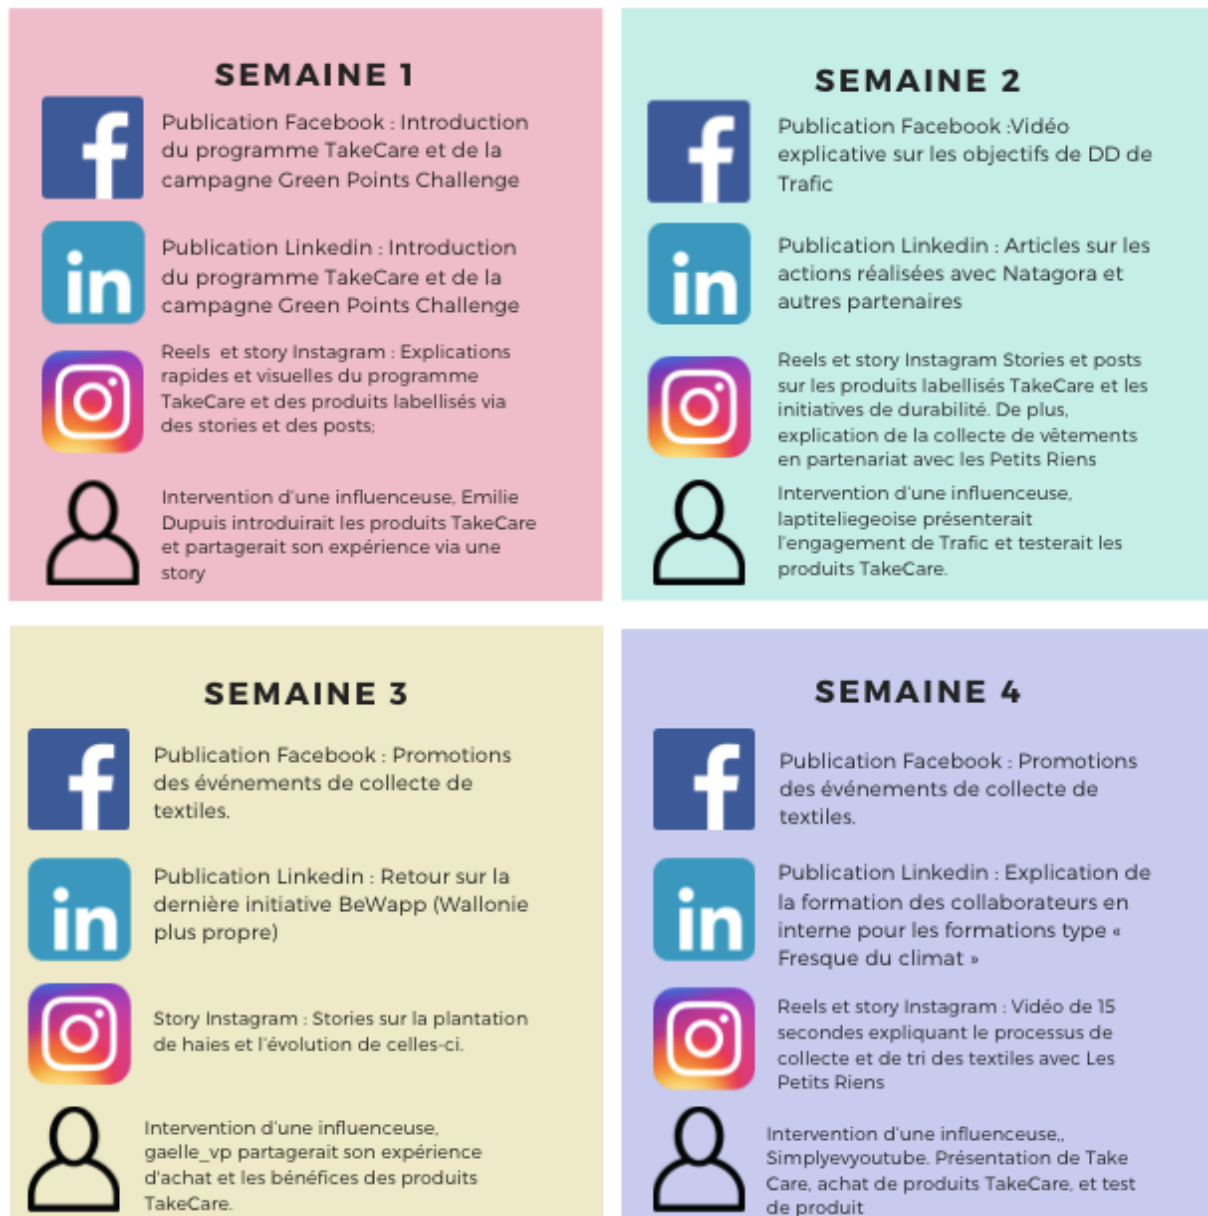 SEMAINE 1
Publication Facebook : Introduction
du programme TakeCare et de la
campagne Green Points Challenge
Publication Linkedin : Introduction
du programme TakeCare et de la
campagne Green Points Challenge
Reels et story Instagram : Explications
rapides et visuelles du programme
TakeCare et des produits labellisés via
des stories et des posts;
Intervention d'une influenceuse, Emilie
Dupuis introduirait les produits TakeCare
et partagerait son expérience via une
story
SEMAINE 2
Publication Facebook :Vidéo
explicative sur les objectifs de DD de
Trafic
Publication Linkedin : Articles sur les
actions réalisées avec Natagora et
autres partenaires
Reels et story Instagram Stories et posts
sur les produits labellisés TakeCare et les
initiatives de durabilité. De plus,
explication de la collecte de vêtements
en partenariat avec les Petits Riens
Intervention d'une influenceuse,
laptiteliegeoise présenterait
l'engagement de Trafic et testerait les
produits TakeCare.
SEMAINE 3
Publication Facebook : Promotions
des événements de collecte de
textiles.
Publication Linkedin : Retour sur la
dernière initiative BeWapp (Wallonie
plus propre)
Story Instagram : Stories sur la plantation
de haies et l'évolution de celles-ci.
Intervention d'une influenceuse,
gaelle_vp partagerait son expérience
d'achat et les bénéfices des produits
TakeCare.
SEMAINE 4
Publication Facebook : Promotions
des événements de collecte de
textiles.
Publication Linkedin : Explication de
la formation des collaborateurs en
interne pour les formations type «
Fresque du climat »
Reels et story Instagram : Vidéo de 15
secondes expliquant le processus de
collecte et de tri des textiles avec Les
Petits Riens
Intervention d'une influenceuse,,
Simplyevyoutube. Présentation de Take
Care, achat de produits TakeCare, et test
de produit